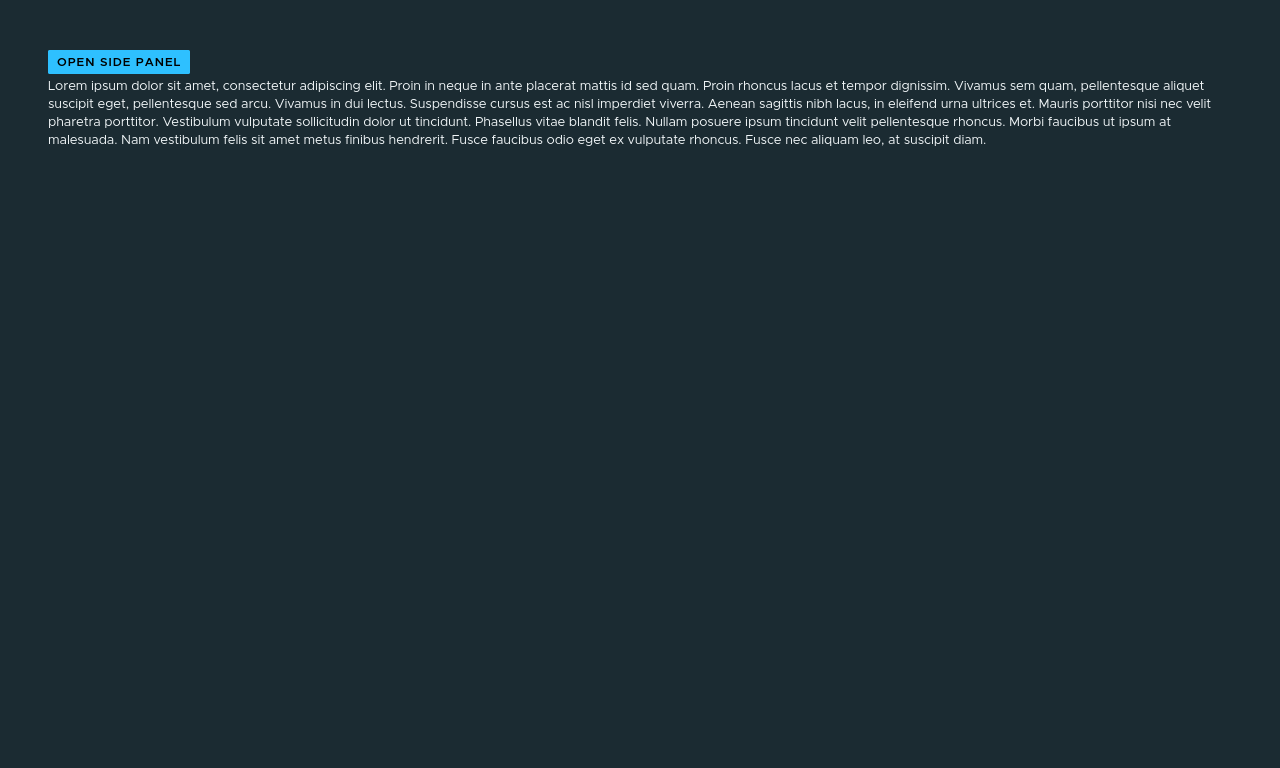 OPEN SIDE PANEL
Lorem ipsum dolor sit amet, consectetur adipiscing elit. Proin in neque in ante placerat mattis id sed quam. Proin rhoncus lacus et tempor dignissim. Vivamus sem quam, pellentesque aliquet
suscipit eget, pellentesque sed arcu. Vivamus in dui lectus. Suspendisse cursus est ac nisl imperdiet viverra. Aenean sagittis nibh lacus, in eleifend urna ultrices et. Mauris porttitor nisi nec velit
pharetra porttitor. Vestibulum vulputate sollicitudin dolor ut tincidunt. Phasellus vitae blandit felis. Nullam posuere ipsum tincidunt velit pellentesque rhoncus. Morbi faucibus ut ipsum at
malesuada. Nam vestibulum felis sit amet metus finibus hendrerit. Fusce faucibus odio eget ex vulputate rhoncus. Fusce nec aliquam leo, at suscipit diam.